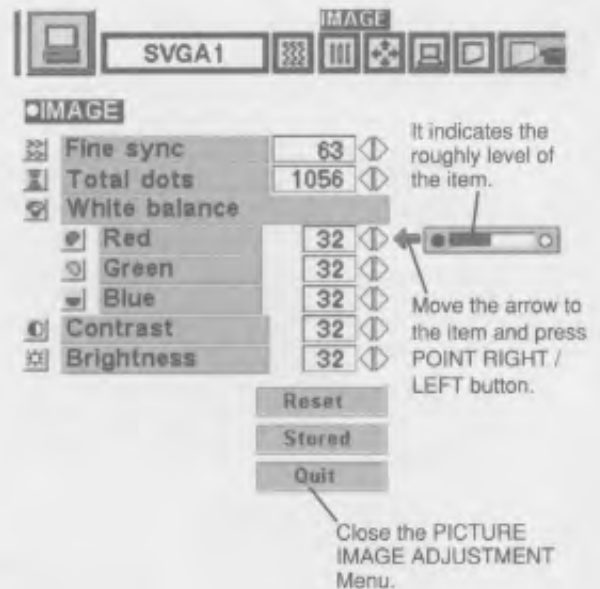 IMAGE
SVGA1
IMAGE
Fine sync 63
Total dots 1056
White balance
Red 32
Green 32
Blue 32
Contrast 32
Brightness 32
It indicates the
roughly level of
the item.
Move the arrow to
the item and press
POINT RIGHT /
LEFT button.
Reset
Stored
Quit
Close the PICTURE
IMAGE ADJUSTMENT
Menu.